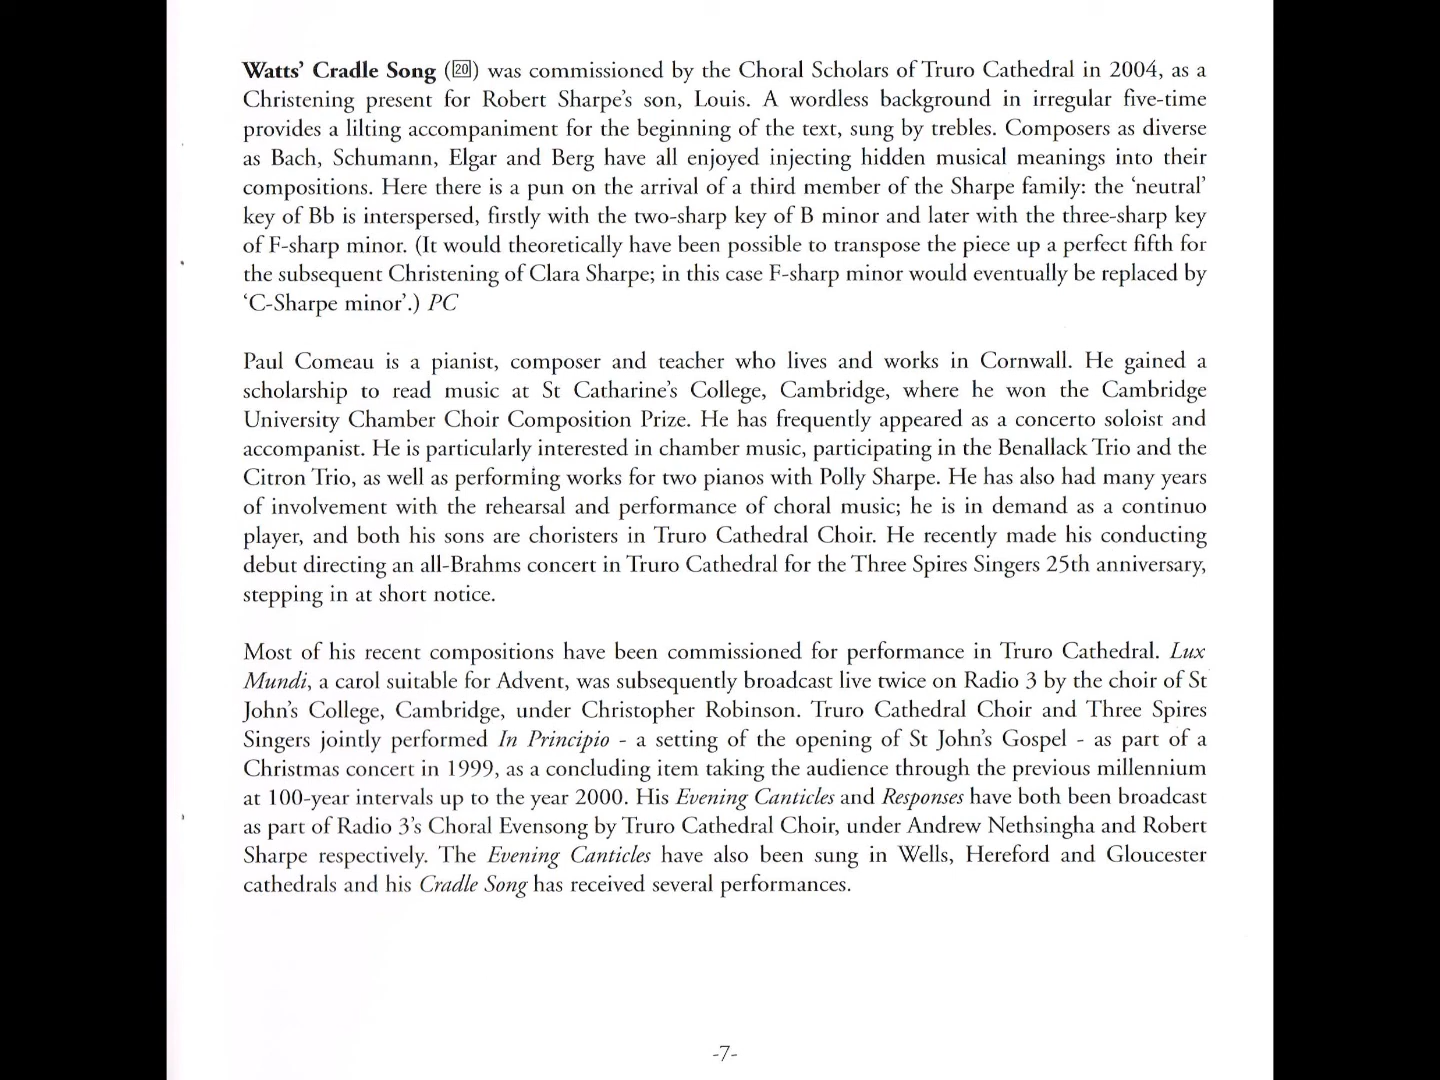 Watts’ Cradle Song (20) was commissioned by the Choral Scholars of Truro Cathedral in 2004, as a
Christening present for Robert Sharpe’s son, Louis. A wordless background in irregular five-time
provides a lilting accompaniment for the beginning of the text, sung by trebles. Composers as diverse
as Bach, Schumann, Elgar and Berg have all enjoyed injecting hidden musical meanings into their
compositions. Here there is a pun on the arrival of a third member of the Sharpe family: the ‘neutral’
key of Bb is interspersed, firstly with the two-sharp key of B minor and later with the three-sharp key
of F-sharp minor. (It would theoretically have been possible to transpose the piece up a perfect fifth for
the subsequent Christening of Clara Sharpe; in this case F-sharp minor would eventually be replaced by
‘C-Sharpe minor’.) PC
Paul Comeau is a pianist, composer and teacher who lives and works in Cornwall. He gained a
scholarship to read music at St Catharine’s College, Cambridge, where he won the Cambridge
University Chamber Choir Composition Prize. He has frequently appeared as a concerto soloist and
accompanist. He is particularly interested in chamber music, participating in the Benallack Trio and the
Citron Trio, as well as performing works for two pianos with Polly Sharpe. He has also had many years
of involvement with the rehearsal and performance of choral music; he is in demand as a continuo
player, and both his sons are choristers in Truro Cathedral Choir. He recently made his conducting
debut directing an all-Brahms concert in Truro Cathedral for the Three Spires Singers 25th anniversary,
stepping in at short notice.
Most of his recent compositions have been commissioned for performance in Truro Cathedral. Lux
Mundi, a carol suitable for Advent, was subsequently broadcast live twice on Radio 3 by the choir of St
John’s College, Cambridge, under Christopher Robinson. Truro Cathedral Choir and Three Spires
Singers jointly performed In Principio - a setting of the opening of St John’s Gospel - as part of a
Christmas concert in 1999, as a concluding item taking the audience through the previous millennium
at 100-year intervals up to the year 2000. His Evening Canticles and Responses have both been broadcast
as part of Radio 3’s Choral Evensong by Truro Cathedral Choir, under Andrew Nethsingha and Robert
Sharpe respectively. The Evening Canticles have also been sung in Wells, Hereford and Gloucester
cathedrals and his Cradle Song has received several performances.
-7-